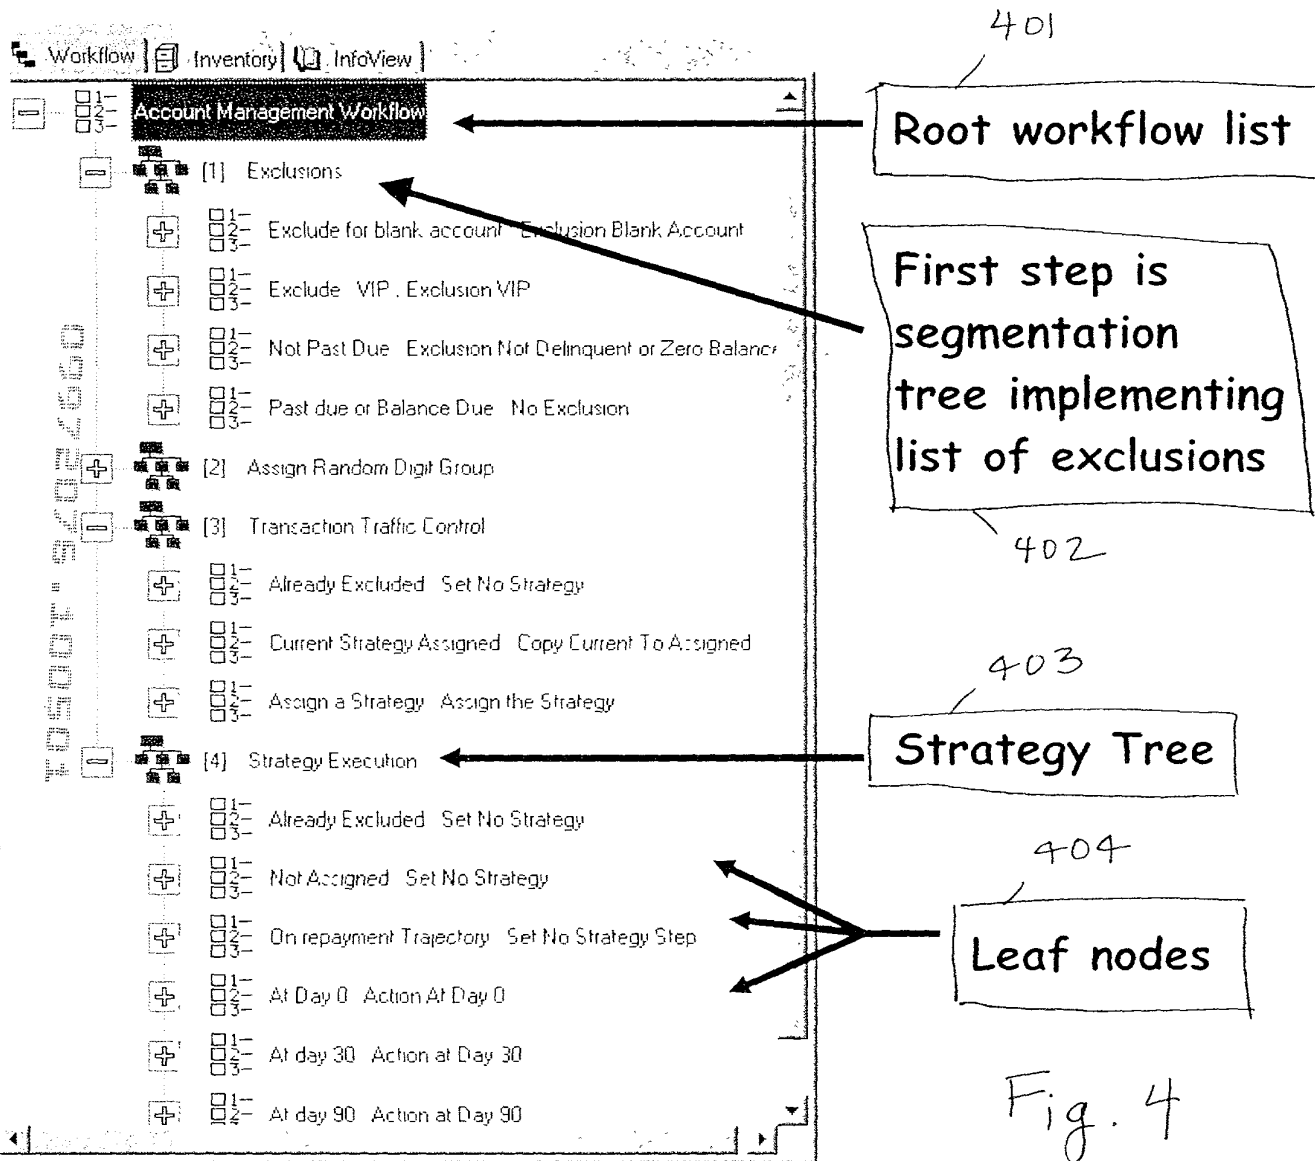 401
Workflow Inventory InfoView
Account Management Workflow
Root workflow list
[1] Exclusions
Exclude for blank account Exclusion Blank Account
Exclude VIP . Exclusion VIP
Not Past Due Exclusion Not Delinquent or Zero Balance
Past due or Balance Due No Exclusion
First step is
segmentation
tree implementing
list of exclusions
402
[2] Assign Random Digit Group
[3] Transaction Traffic Control
Already Excluded Set No Strategy
Current Strategy Assigned Copy Current To Assigned
Assign a Strategy Assign the Strategy
403
Strategy Tree
[4] Strategy Execution
Already Excluded Set No Strategy
Not Assigned Set No Strategy
On repayment Trajectory Set No Strategy Step
At Day 0 Action At Day 0
At day 30 Action at Day 30
At day 90 Action at Day 90
404
Leaf nodes
Fig. 4